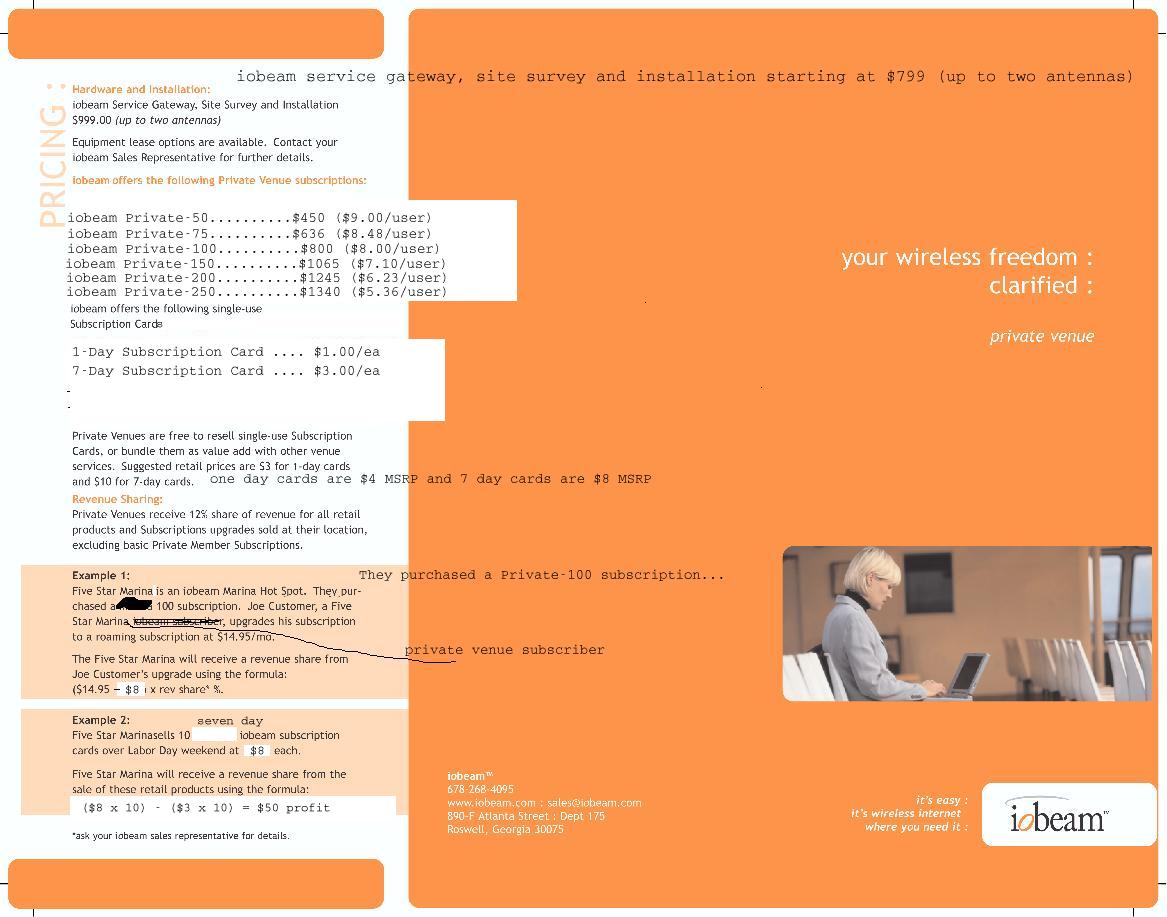 iobeam service gateway, site survey and installation starting at $799 (up to two antennas)
PRICING :
Hardware and Installation:
iobeam Service Gateway, Site Survey and Installation
$999.00 (up to two antennas)
Equipment lease options are available. Contact your
iobeam Sales Representative for further details.
iobeam offers the following Private Venue subscriptions:
iobeam Private-50..........$450 ($9.00/user)
iobeam Private-75..........$636 ($8.48/user)
iobeam Private-100..........$800 ($8.00/user)
iobeam Private-150..........$1065 ($7.10/user)
iobeam Private-200..........$1245 ($6.23/user)
iobeam Private-250..........$1340 ($5.36/user)
iobeam offers the following single-use
Subscription Cards
1-Day Subscription Card .... $1.00/ea
7-Day Subscription Card .... $3.00/ea
Private Venues are free to resell single-use Subscription
Cards, or bundle them as value add with other venue
services. Suggested retail prices are $3 for 1-day cards
and $10 for 7-day cards.
one day cards are $4 MSRP and 7 day cards are $8 MSRP
Revenue Sharing:
Private Venues receive 12% share of revenue for all retail
products and Subscriptions upgrades sold at their location,
excluding basic Private Member Subscriptions.
Example 1:
They purchased a Private-100 subscription...
Five Star Marina is an iobeam Marina Hot Spot. They pur-
chased a 100 subscription. Joe Customer, a Five
Star Marina iobeam subscriber, upgrades his subscription
to a roaming subscription at $14.95/mo.
private venue subscriber
The Five Star Marina will receive a revenue share from
Joe Customer's upgrade using the formula:
($14.95 – $8 ) x rev share* %.
Example 2:
seven day
Five Star Marinasells 10 iobeam subscription
cards over Labor Day weekend at $8 each.
Five Star Marina will receive a revenue share from the
sale of these retail products using the formula:
($8 x 10) - ($3 x 10) = $50 profit
*ask your iobeam sales representative for details.
your wireless freedom :
clarified :
private venue
iobeam™
678-268-4095
www.iobeam.com : sales@iobeam.com
890-F Atlanta Street : Dept 175
Roswell, Georgia 30075
it's easy :
it's wireless internet
where you need it :
iobeam™